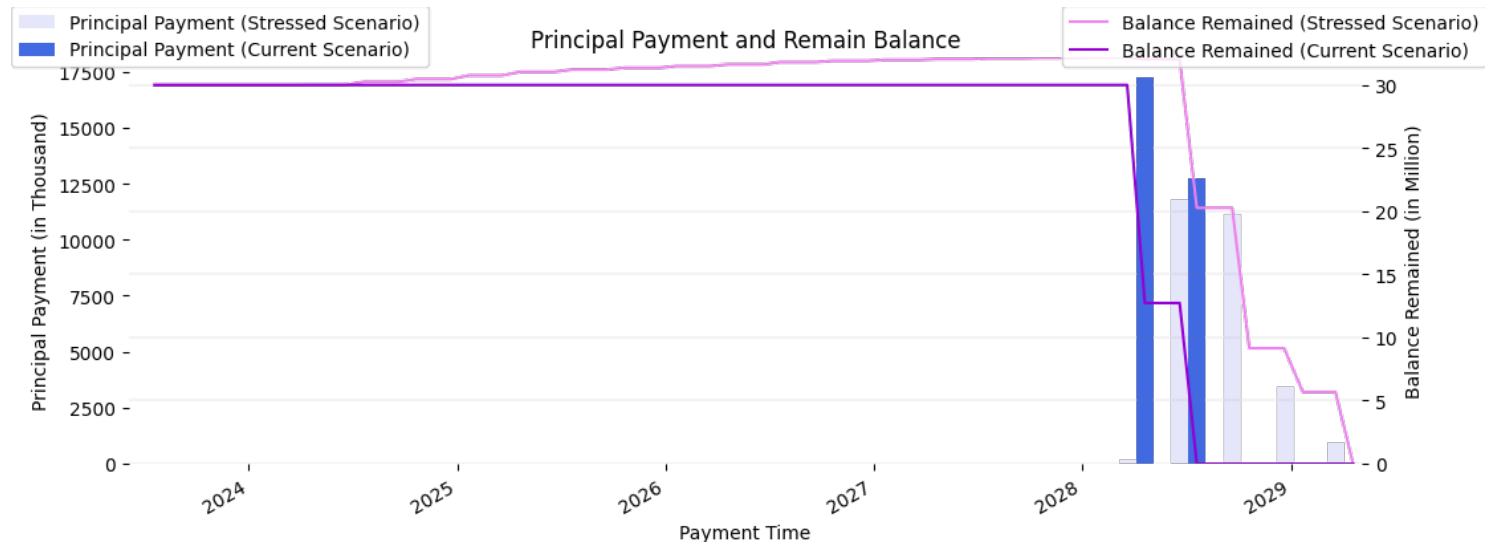 Principal Payment (Stressed Scenario)
Principal Payment (Current Scenario)
Principal Payment and Remain Balance
Balance Remained (Stressed Scenario)
Balance Remained (Current Scenario)
Principal Payment (in Thousand)
17500
15000
12500
10000
7500
5000
2500
0
30
25
20
15
10
5
0
Balance Remained (in Million)
2024
2025
2026
2027
2028
2029
Payment Time